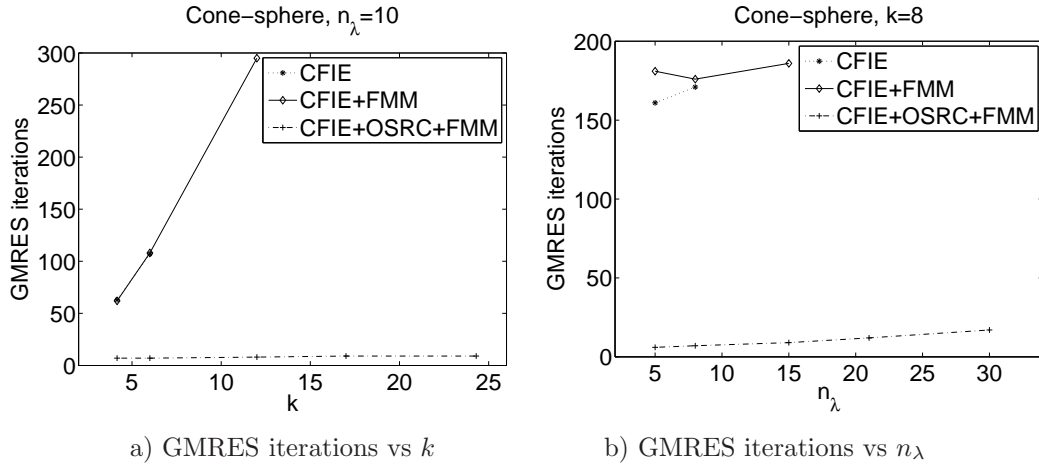 Cone-sphere, n_λ=10
300
250
200
150
100
50
0
GMRES iterations
CFIE
CFIE+FMM
CFIE+OSRC+FMM
5 10 15 20 25
k
a) GMRES iterations vs k
Cone-sphere, k=8
200
150
100
50
0
GMRES iterations
CFIE
CFIE+FMM
CFIE+OSRC+FMM
5 10 15 20 25 30
n_λ
b) GMRES iterations vs n_λ